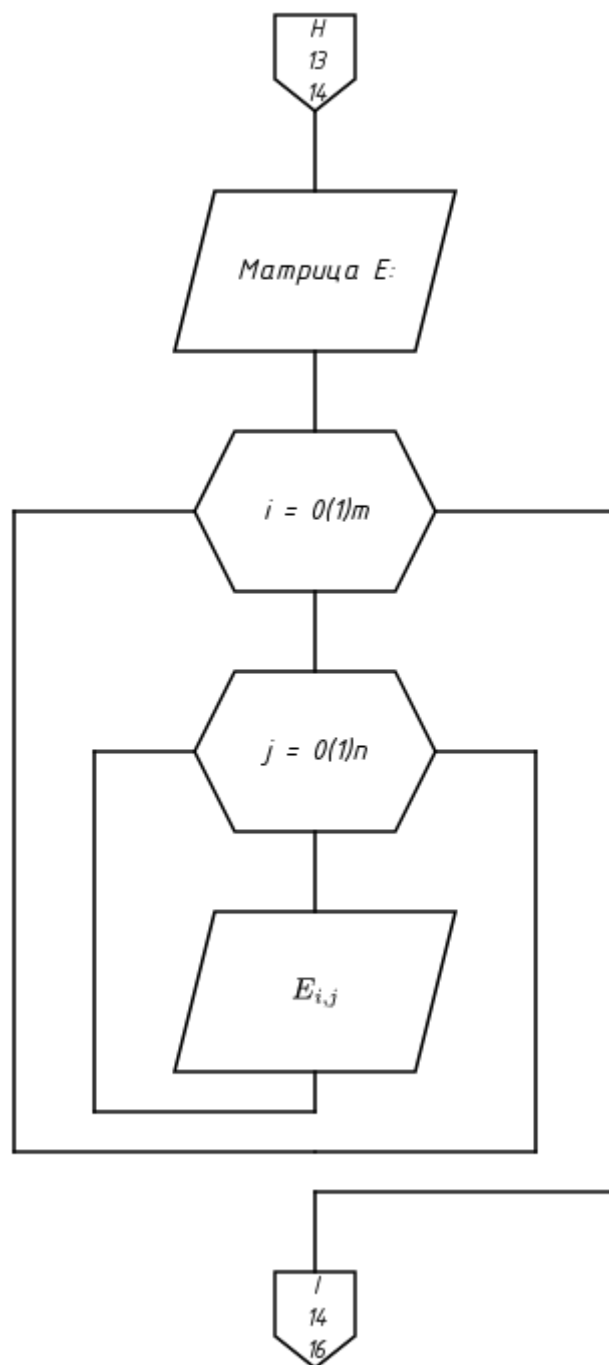 H
13
14
Матрица E:
i = 0(1)m
j = 0(1)n
E_{i,j}
I
14
16